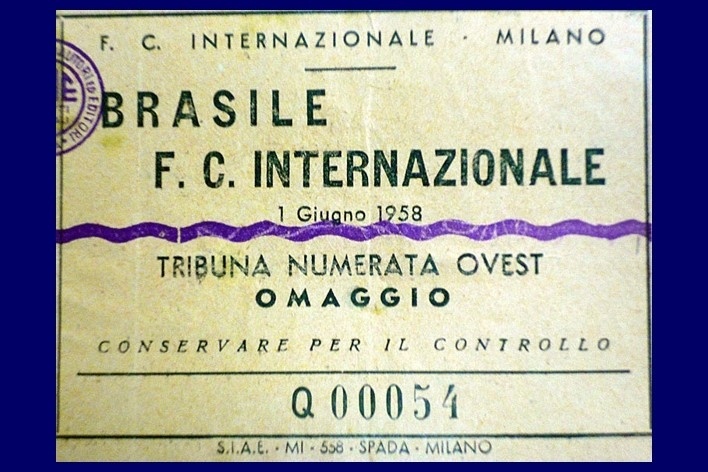 F. C. INTERNAZIONALE · MILANO
BRASILE
F. C. INTERNAZIONALE
1 Giugno 1958
TRIBUNA NUMERATA OVEST
OMAGGIO
CONSERVARE PER IL CONTROLLO
Q 00054
S.I.A.E. · MI · 558 · SPADA · MILANO
EDITORI